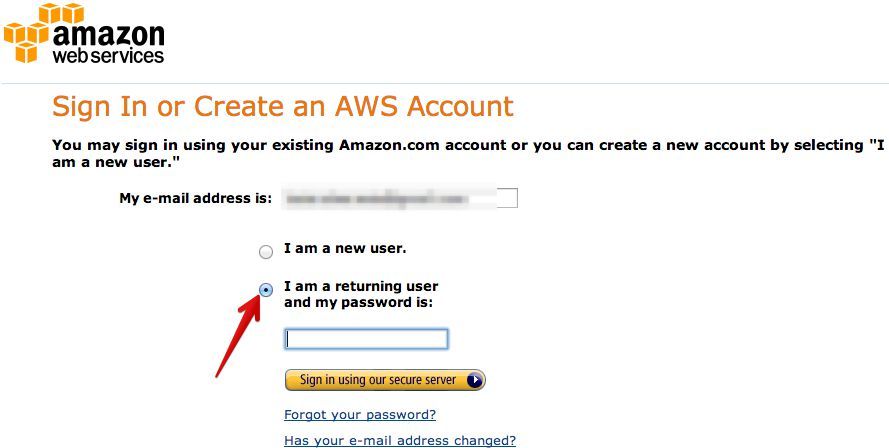 amazon
web services
Sign In or Create an AWS Account
You may sign in using your existing Amazon.com account or you can create a new account by selecting "I
am a new user."
My e-mail address is:
I am a new user.
I am a returning user
and my password is:
Sign in using our secure server
Forgot your password?
Has your e-mail address changed?